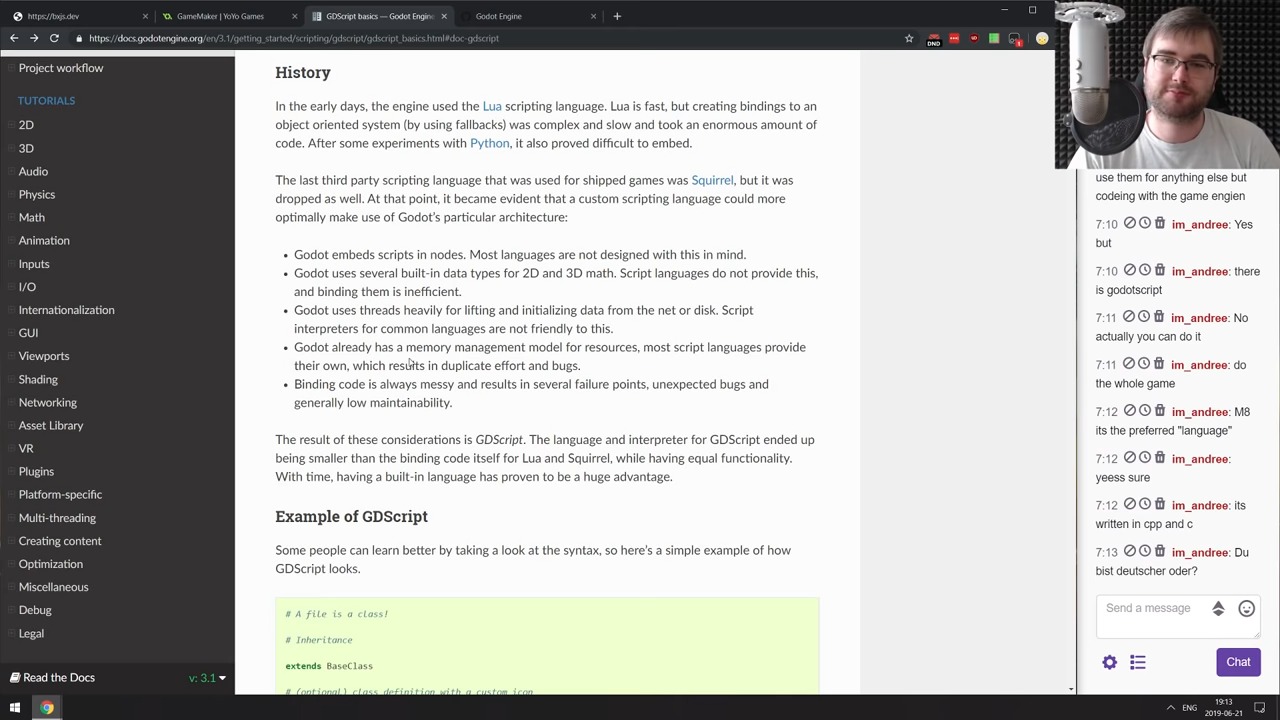 https://bxjs.dev
GameMaker | YoYo Games
GDScript basics — Godot Engine
Godot Engine
https://docs.godotengine.org/en/3.1/getting_started/scripting/gdscript/gdscript_basics.html#doc-gdscript
DND
1
Project workflow
TUTORIALS
2D
3D
Audio
Physics
Math
Animation
Inputs
I/O
Internationalization
GUI
Viewports
Shading
Networking
Asset Library
VR
Plugins
Platform-specific
Multi-threading
Creating content
Optimization
Miscellaneous
Debug
Legal
Read the Docs
v: 3.1
History
In the early days, the engine used the Lua scripting language. Lua is fast, but creating bindings to an
object oriented system (by using fallbacks) was complex and slow and took an enormous amount of
code. After some experiments with Python, it also proved difficult to embed.
The last third party scripting language that was used for shipped games was Squirrel, but it was
dropped as well. At that point, it became evident that a custom scripting language could more
optimally make use of Godot's particular architecture:
• Godot embeds scripts in nodes. Most languages are not designed with this in mind.
• Godot uses several built-in data types for 2D and 3D math. Script languages do not provide this,
and binding them is inefficient.
• Godot uses threads heavily for lifting and initializing data from the net or disk. Script
interpreters for common languages are not friendly to this.
• Godot already has a memory management model for resources, most script languages provide
their own, which results in duplicate effort and bugs.
• Binding code is always messy and results in several failure points, unexpected bugs and
generally low maintainability.
The result of these considerations is GDScript. The language and interpreter for GDScript ended up
being smaller than the binding code itself for Lua and Squirrel, while having equal functionality.
With time, having a built-in language has proven to be a huge advantage.
Example of GDScript
Some people can learn better by taking a look at the syntax, so here's a simple example of how
GDScript looks.
# A file is a class!
# Inheritance
extends BaseClass
# (optional) class definition with a custom icon
use them for anything else but
codeing with the game engien
7:10 im_andree: Yes
but
7:10 im_andree: there
is godotscript
7:11 im_andree: No
actually you can do it
7:11 im_andree: do
the whole game
7:12 im_andree: M8
its the preferred "language"
7:12 im_andree:
yeess sure
7:12 im_andree: its
written in cpp and c
7:13 im_andree: Du
bist deutscher oder?
Send a message
Chat
ENG
19:13
2019-06-21